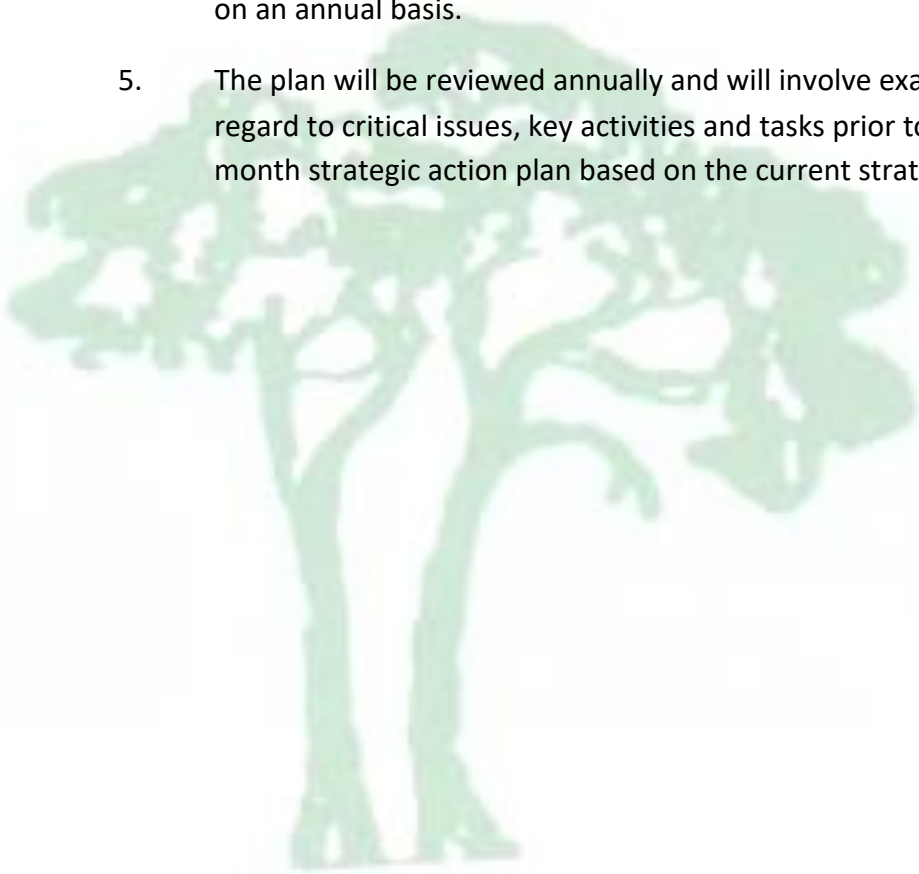 on an annual basis.
5. The plan will be reviewed annually and will involve exa
regard to critical issues, key activities and tasks prior to
month strategic action plan based on the current strat